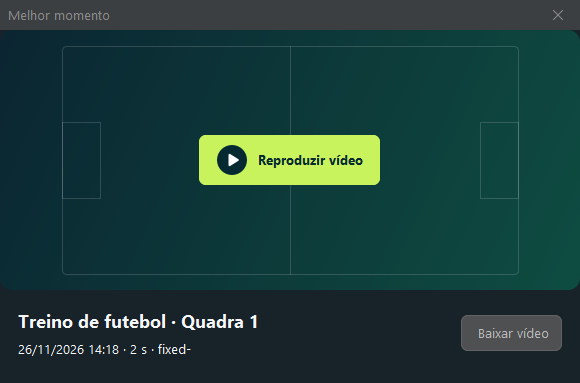 Melhor momento
Reproduzir vídeo
Treino de futebol · Quadra 1
26/11/2026 14:18 · 2 s · fixed-
Baixar vídeo